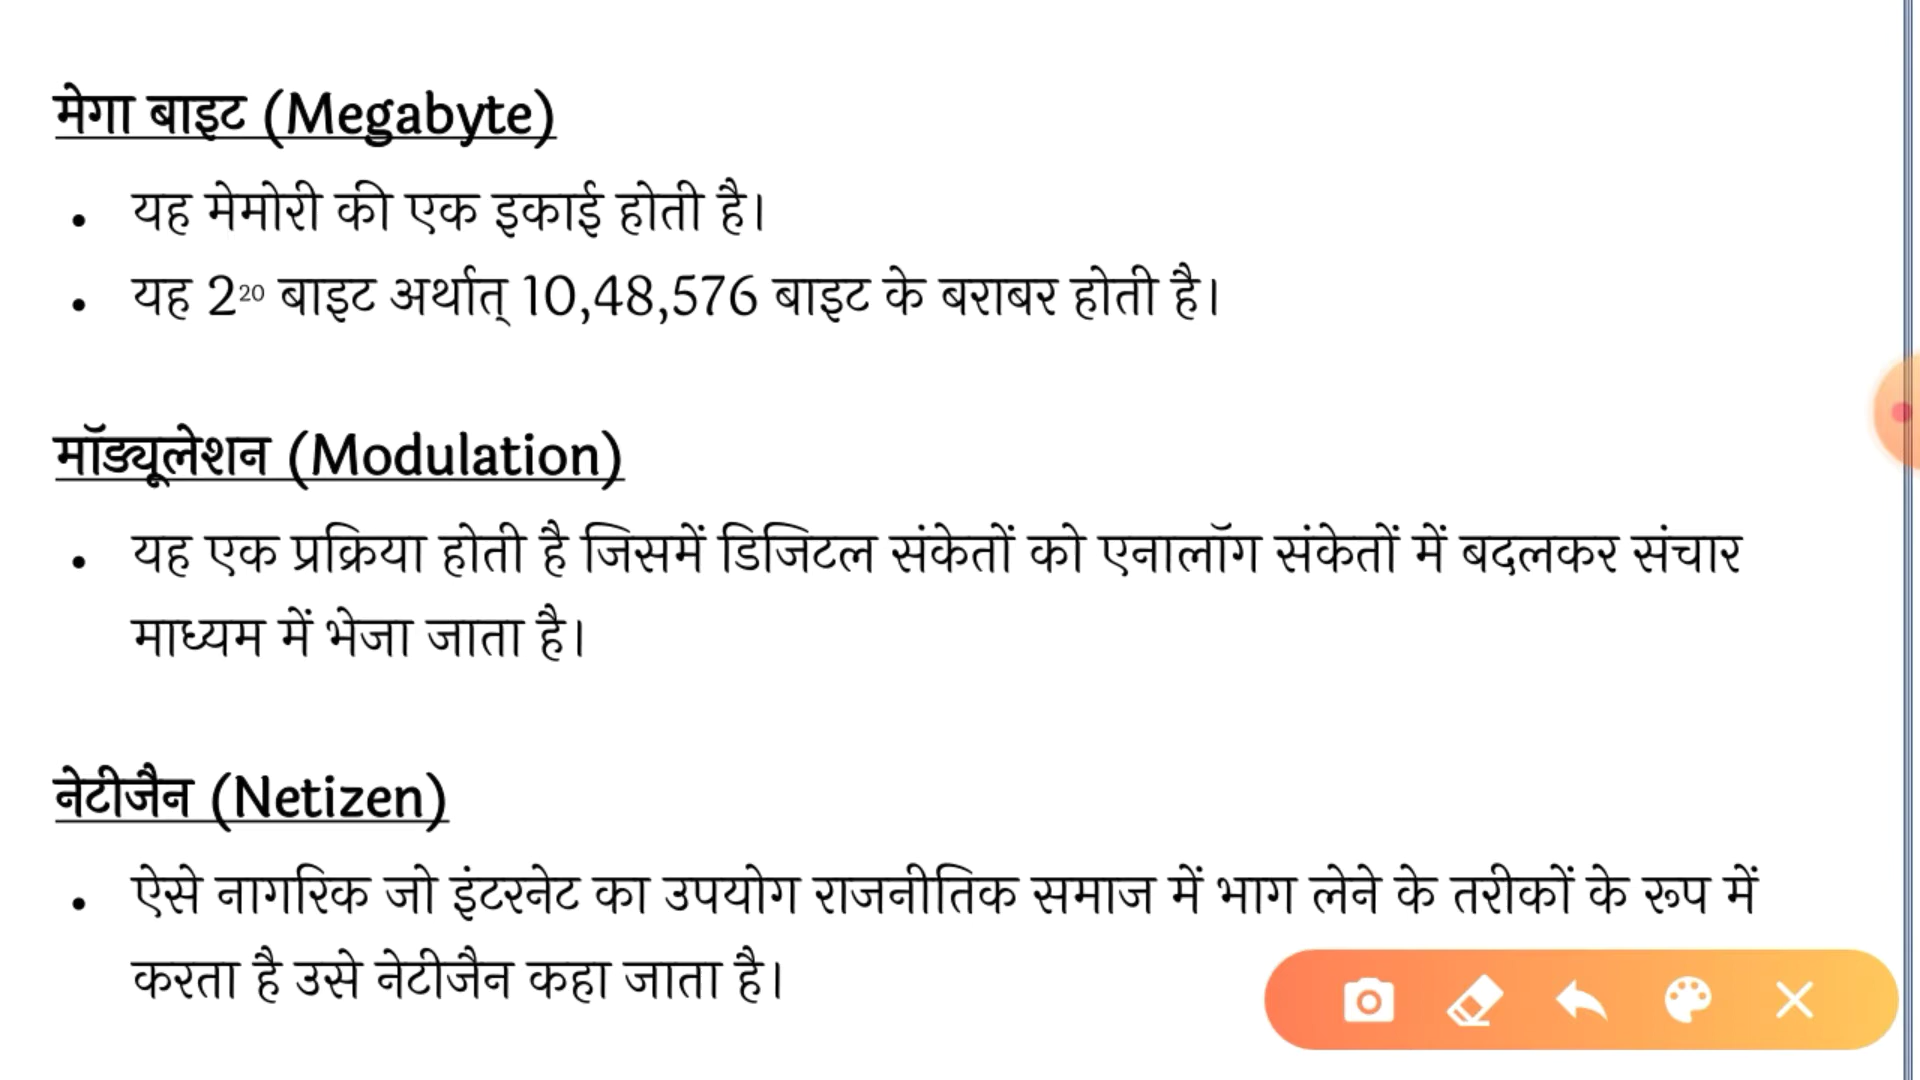 मेगा बाइट (Megabyte)
• यह मेमोरी की एक इकाई होती है।
• यह 2²⁰ बाइट अर्थात् 10,48,576 बाइट के बराबर होती है।
मॉड्यूलेशन (Modulation)
• यह एक प्रक्रिया होती है जिसमें डिजिटल संकेतों को एनालॉग संकेतों में बदलकर संचार
माध्यम में भेजा जाता है।
नेटीजैन (Netizen)
• ऐसे नागरिक जो इंटरनेट का उपयोग राजनीतिक समाज में भाग लेने के तरीकों के रूप में
करता है उसे नेटीजैन कहा जाता है।